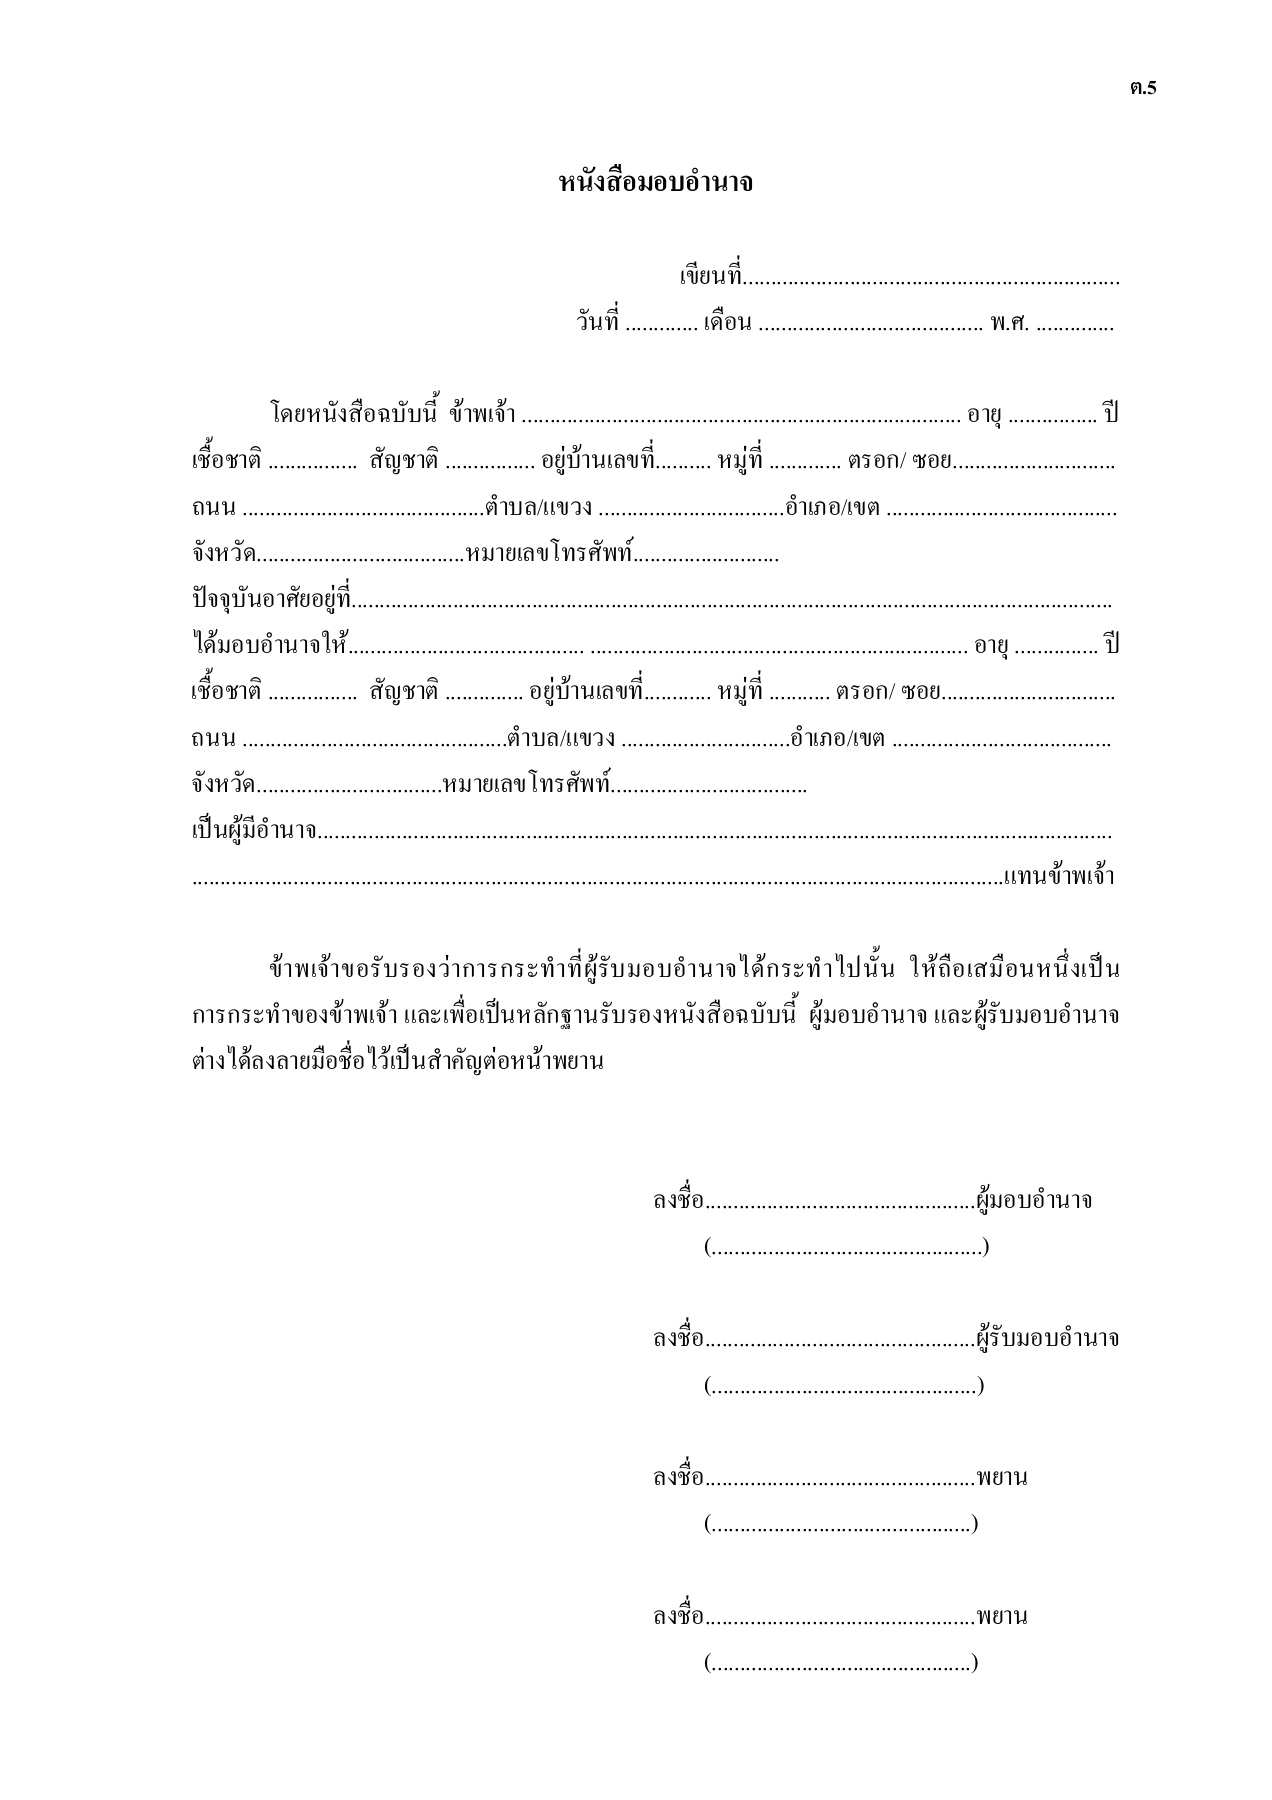 ต.5
หนังสือมอบอำนาจ
เขียนที่...................................................................
วันที่ ............. เดือน ........................................ พ.ศ. ..............
โดยหนังสือฉบับนี้ ข้าพเจ้า .............................................................................. อายุ ................ ปี
เชื้อชาติ ................ สัญชาติ ................ อยู่บ้านเลขที่.......... หมู่ที่ ............. ตรอก/ ซอย.............................
ถนน ...........................................ตำบล/แขวง .................................อำเภอ/เขต .........................................
จังหวัด.....................................หมายเลขโทรศัพท์..........................
ปัจจุบันอาศัยอยู่ที่.......................................................................................................................................
ได้มอบอำนาจให้.......................................... ................................................................... อายุ ............... ปี
เชื้อชาติ ................ สัญชาติ .............. อยู่บ้านเลขที่............ หมู่ที่ ........... ตรอก/ ซอย...............................
ถนน ...............................................ตำบล/แขวง ..............................อำเภอ/เขต .......................................
จังหวัด.................................หมายเลขโทรศัพท์...................................
เป็นผู้มีอำนาจ.............................................................................................................................................
................................................................................................................................................แทนข้าพเจ้า
ข้าพเจ้าขอรับรองว่าการกระทำที่ผู้รับมอบอำนาจได้กระทำไปนั้น ให้ถือเสมือนหนึ่งเป็น
การกระทำของข้าพเจ้า และเพื่อเป็นหลักฐานรับรองหนังสือฉบับนี้ ผู้มอบอำนาจ และผู้รับมอบอำนาจ
ต่างได้ลงลายมือชื่อไว้เป็นสำคัญต่อหน้าพยาน
ลงชื่อ................................................ผู้มอบอำนาจ
(................................................)
ลงชื่อ................................................ผู้รับมอบอำนาจ
(...............................................)
ลงชื่อ................................................พยาน
(..............................................)
ลงชื่อ................................................พยาน
(..............................................)